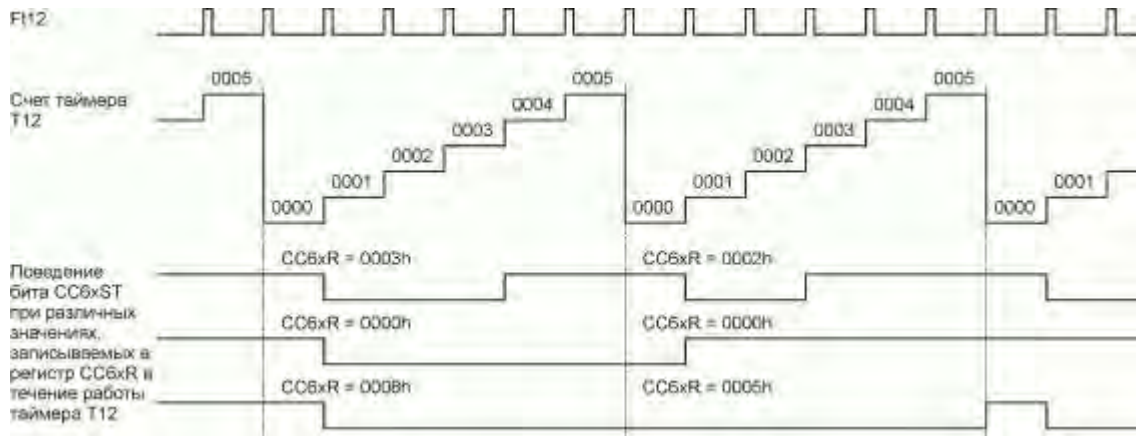 Ft12
0005
0005
0005
Счет таймера
T12
0004
0004
0003
0003
0002
0002
0001
0001
0001
0000
0000
0000
CC6xR = 0003h
CC6xR = 0002h
Поведение
бита CC6xST
при различных
значениях,
записываемых в
регистр CC6xR в
течение работы
таймера T12
CC6xR = 0000h
CC6xR = 0000h
CC6xR = 0008h
CC6xR = 0005h